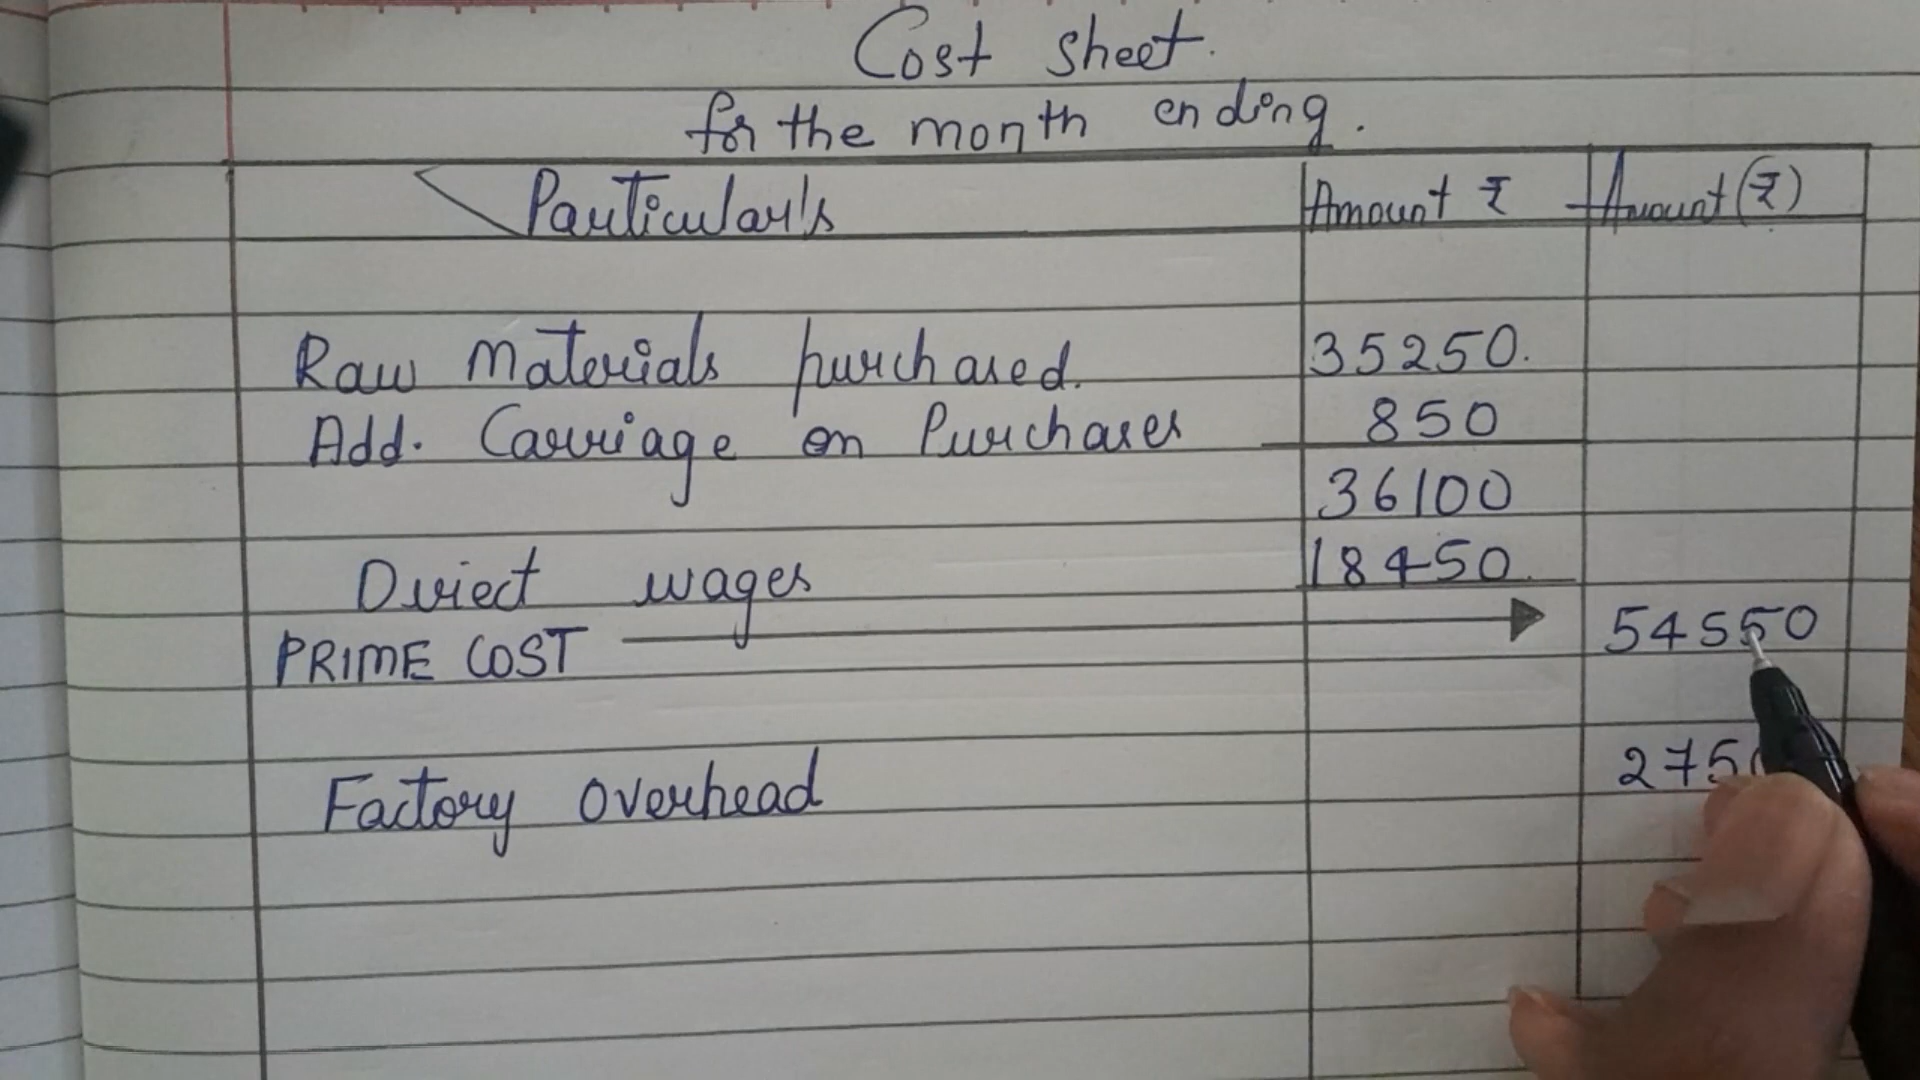 Cost Sheet.
for the month ending.
Particular's Amount ₹ Amount (₹)
Raw Materials purchased. 35250.
Add. Carriage on Purchases 850
36100
Direct wages 18450
PRIME COST 54550
Factory overhead